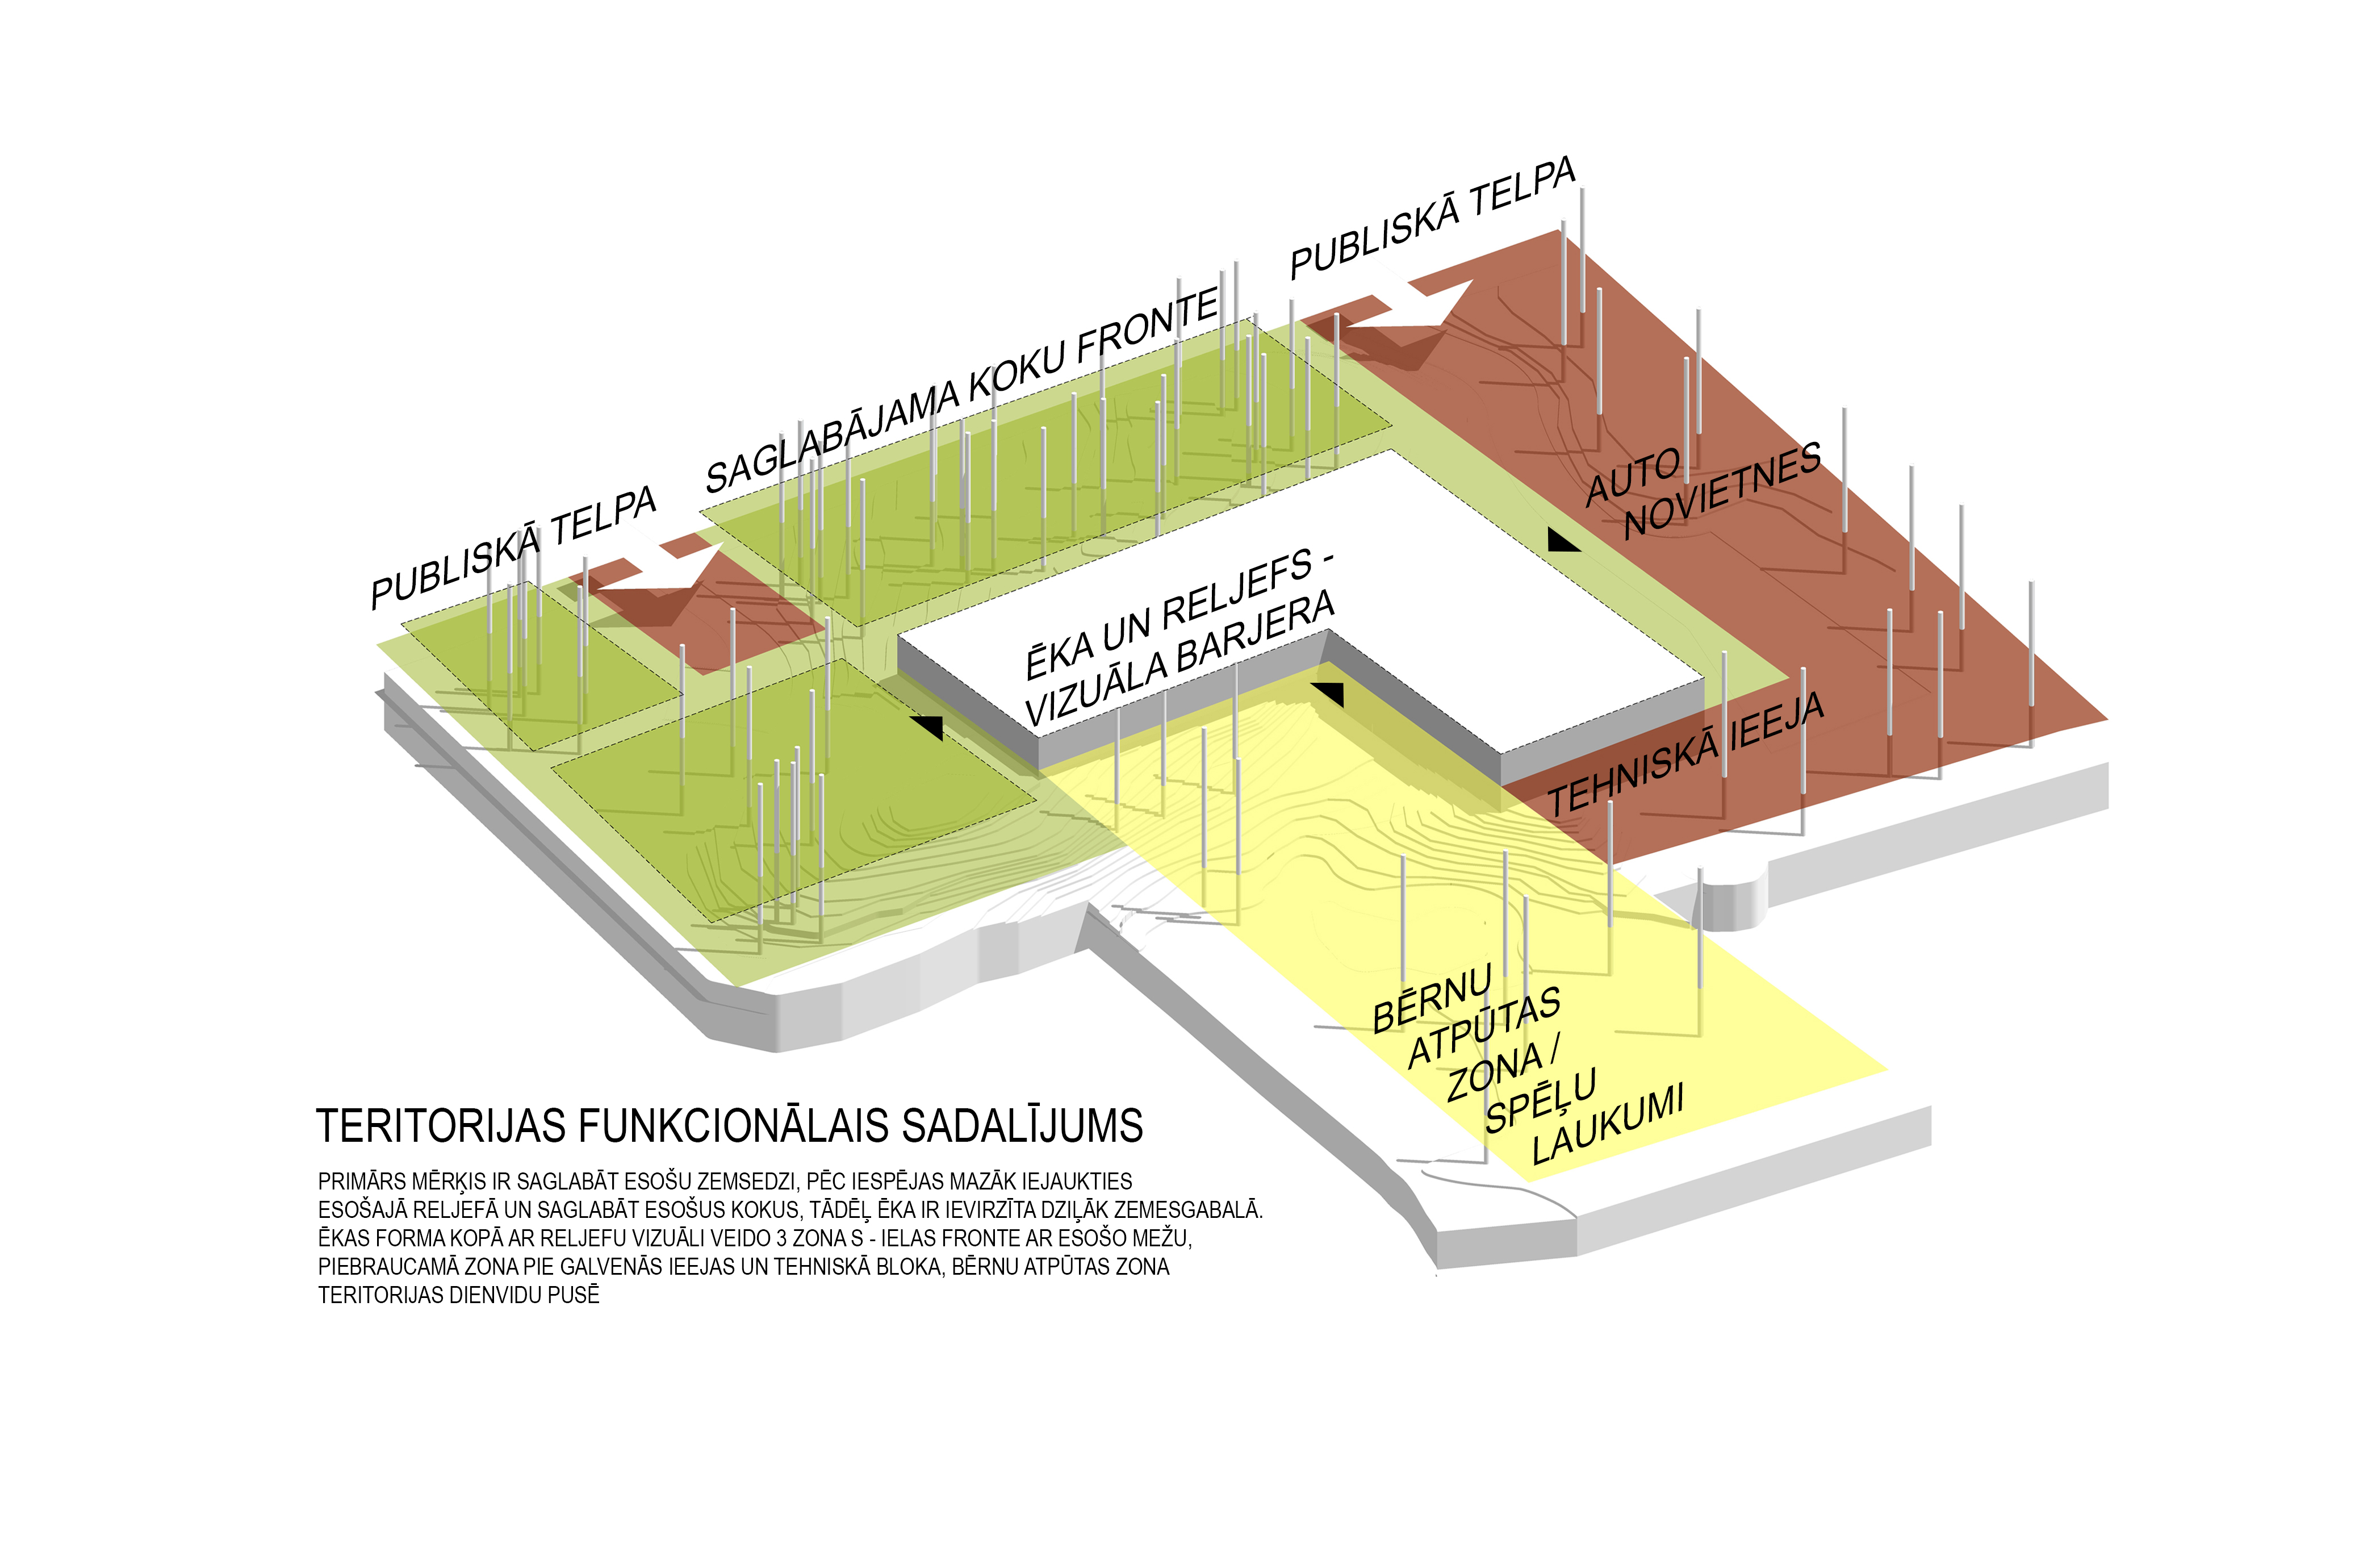 PUBLISKĀ TELPA
SAGLABĀJAMA KOKU FRONTE
PUBLISKĀ TELPA
AUTO
NOVIETNES
ĒKA UN RELJEFS -
VIZUĀLA BARJERA
TEHNISKĀ IEEJA
BĒRNU
ATPŪTAS
ZONA /
SPĒĻU
LAUKUMI
TERITORIJAS FUNKCIONĀLAIS SADALĪJUMS
PRIMĀRS MĒRĶIS IR SAGLABĀT ESOŠU ZEMSEDZI, PĒC IESPĒJAS MAZĀK IEJAUKTIES
ESOŠAJĀ RELJEFĀ UN SAGLABĀT ESOŠUS KOKUS, TĀDĒĻ ĒKA IR IEVIRZĪTA DZIĻĀK ZEMESGABALĀ.
ĒKAS FORMA KOPĀ AR RELJEFU VIZUĀLI VEIDO 3 ZONA S - IELAS FRONTE AR ESOŠO MEŽU,
PIEBRAUCAMĀ ZONA PIE GALVENĀS IEEJAS UN TEHNISKĀ BLOKA, BĒRNU ATPŪTAS ZONA
TERITORIJAS DIENVIDU PUSĒ